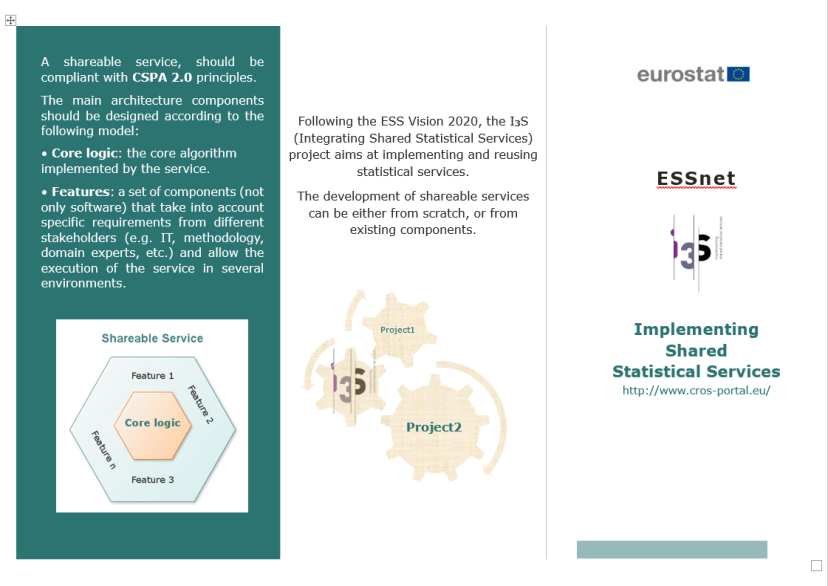 A shareable service, should be
compliant with CSPA 2.0 principles.
The main architecture components
should be designed according to the
following model:
• Core logic: the core algorithm
implemented by the service.
• Features: a set of components (not
only software) that take into account
specific requirements from different
stakeholders (e.g. IT, methodology,
domain experts, etc.) and allow the
execution of the service in several
environments.
Shareable Service
Feature 1
Feature 2
Core logic
Feature n
Feature 3
Following the ESS Vision 2020, the I3S
(Integrating Shared Statistical Services)
project aims at implementing and reusing
statistical services.
The development of shareable services
can be either from scratch, or from
existing components.
Project1
I3S
Project2
eurostat
ESSnet
I3S
implementing
shared statistical services
Implementing
Shared
Statistical Services
http://www.cros-portal.eu/